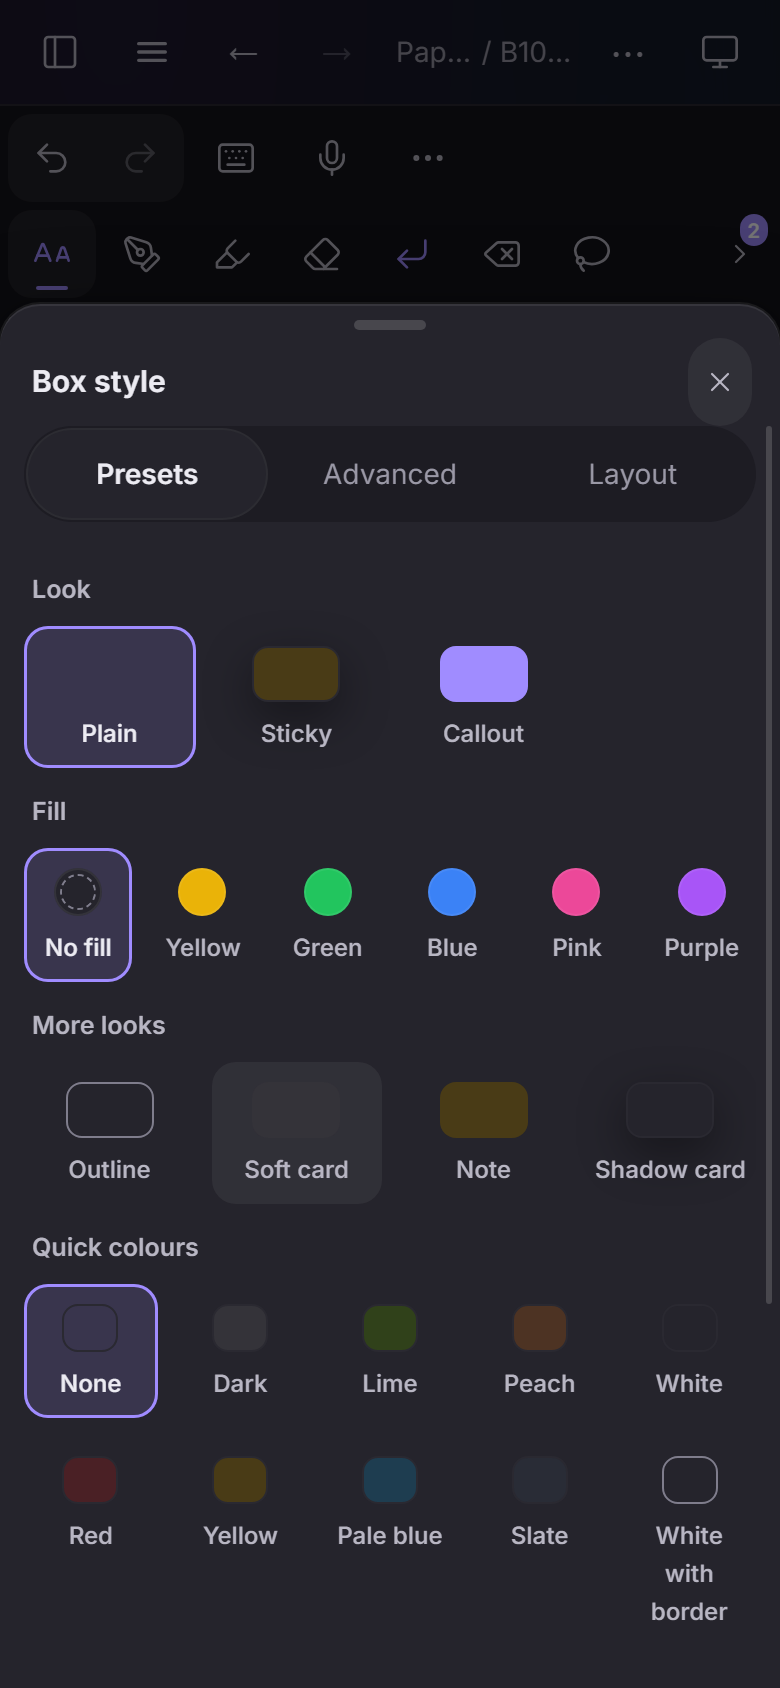 Pap... / B10...
2
Box style
Presets Advanced Layout
Look
Plain Sticky Callout
Fill
No fill Yellow Green Blue Pink Purple
More looks
Outline Soft card Note Shadow card
Quick colours
None Dark Lime Peach White
Red Yellow Pale blue Slate White
with
border